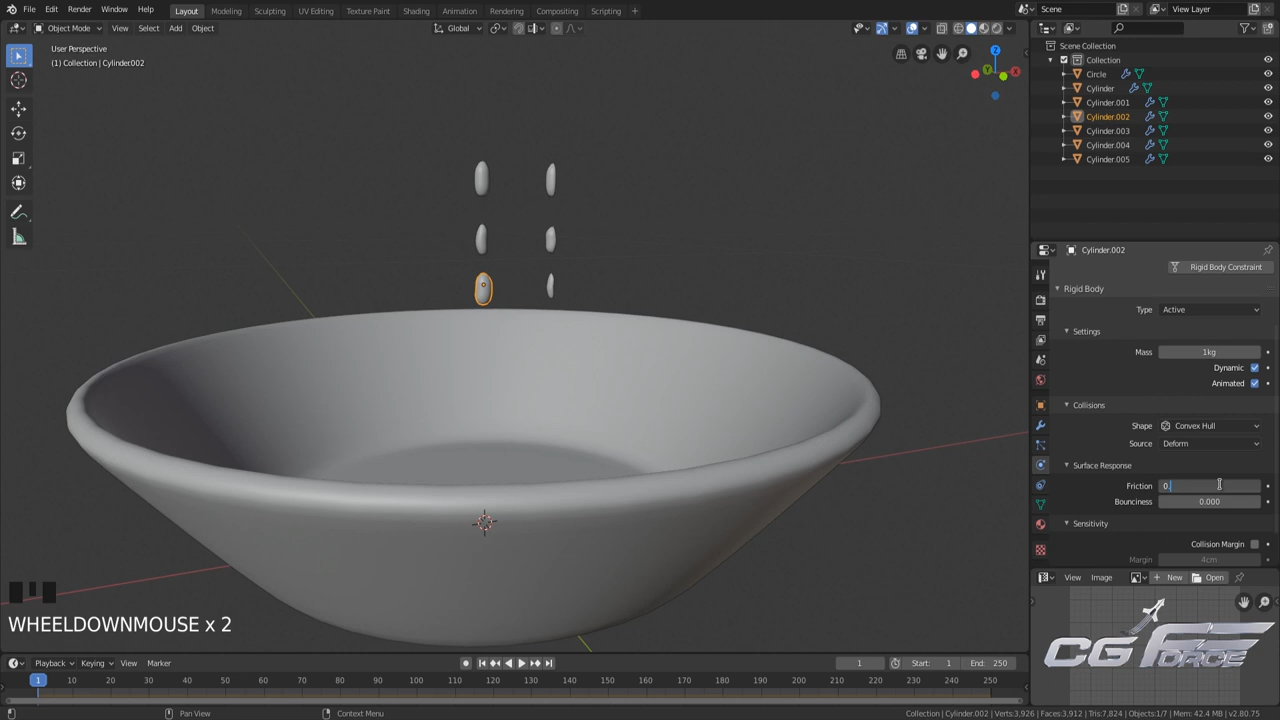 File Edit Render Window Help Layout Modeling Sculpting UV Editing Texture Paint Shading Animation Rendering Compositing Scripting + Scene View Layer
Object Mode View Select Add Object Global
User Perspective
(1) Collection | Cylinder002
Z
Y
X
Scene Collection
Collection
Circle
Cylinder
Cylinder.001
Cylinder.002
Cylinder.003
Cylinder.004
Cylinder.005
Cylinder.002
Rigid Body Constraint
Rigid Body
Type Active
Settings
Mass 1kg
Dynamic
Animated
Collisions
Shape Convex Hull
Source Deform
Surface Response
Friction 0.
Bounciness 0.000
Sensitivity
Collision Margin
Margin 4cm
View Image New Open
CG FORCE
WHEELDOWNMOUSE x 2
Playback Keying View Marker 1 Start: 1 End: 250
1 10 20 30 40 50 60 70 80 90 100 110 120 130 140 150 160 170 180 190 200 210 220 230 240 250
Select Pan View Context Menu Collection | Cylinder.002 | Verts:3,926 | Faces:3,912 | Tris:7,824 | Objects:1/7 | Mem: 42.4 MB | v2.80.75